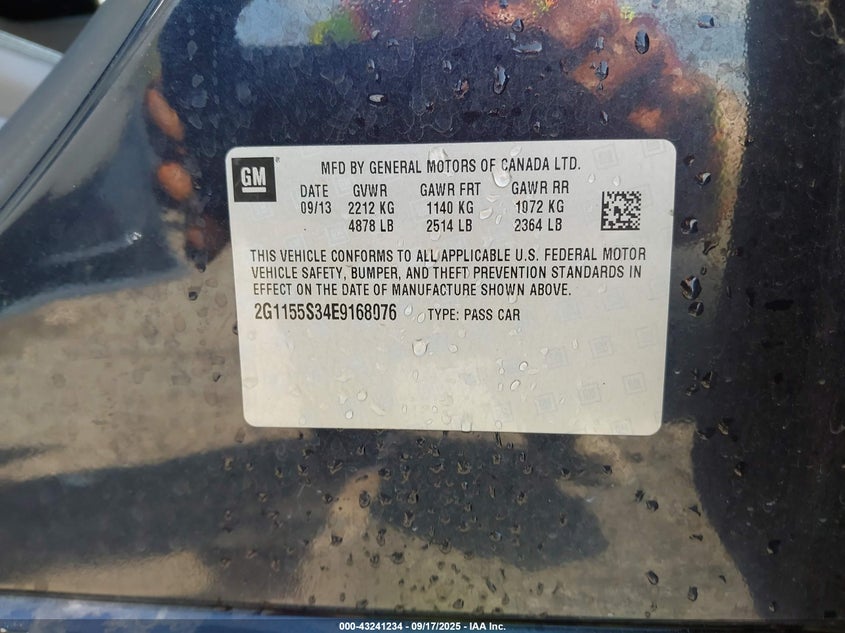 GM
MFD BY GENERAL MOTORS OF CANADA LTD.
DATE GVWR GAWR FRT GAWR RR
09/13 2212 KG 1140 KG 1072 KG
4878 LB 2514 LB 2364 LB
THIS VEHICLE CONFORMS TO ALL APPLICABLE U.S. FEDERAL MOTOR
VEHICLE SAFETY, BUMPER, AND THEFT PREVENTION STANDARDS IN
EFFECT ON THE DATE OF MANUFACTURE SHOWN ABOVE.
2G1155S34E9168076 TYPE: PASS CAR
000-43241234 - 09/17/2025 - IAA Inc.